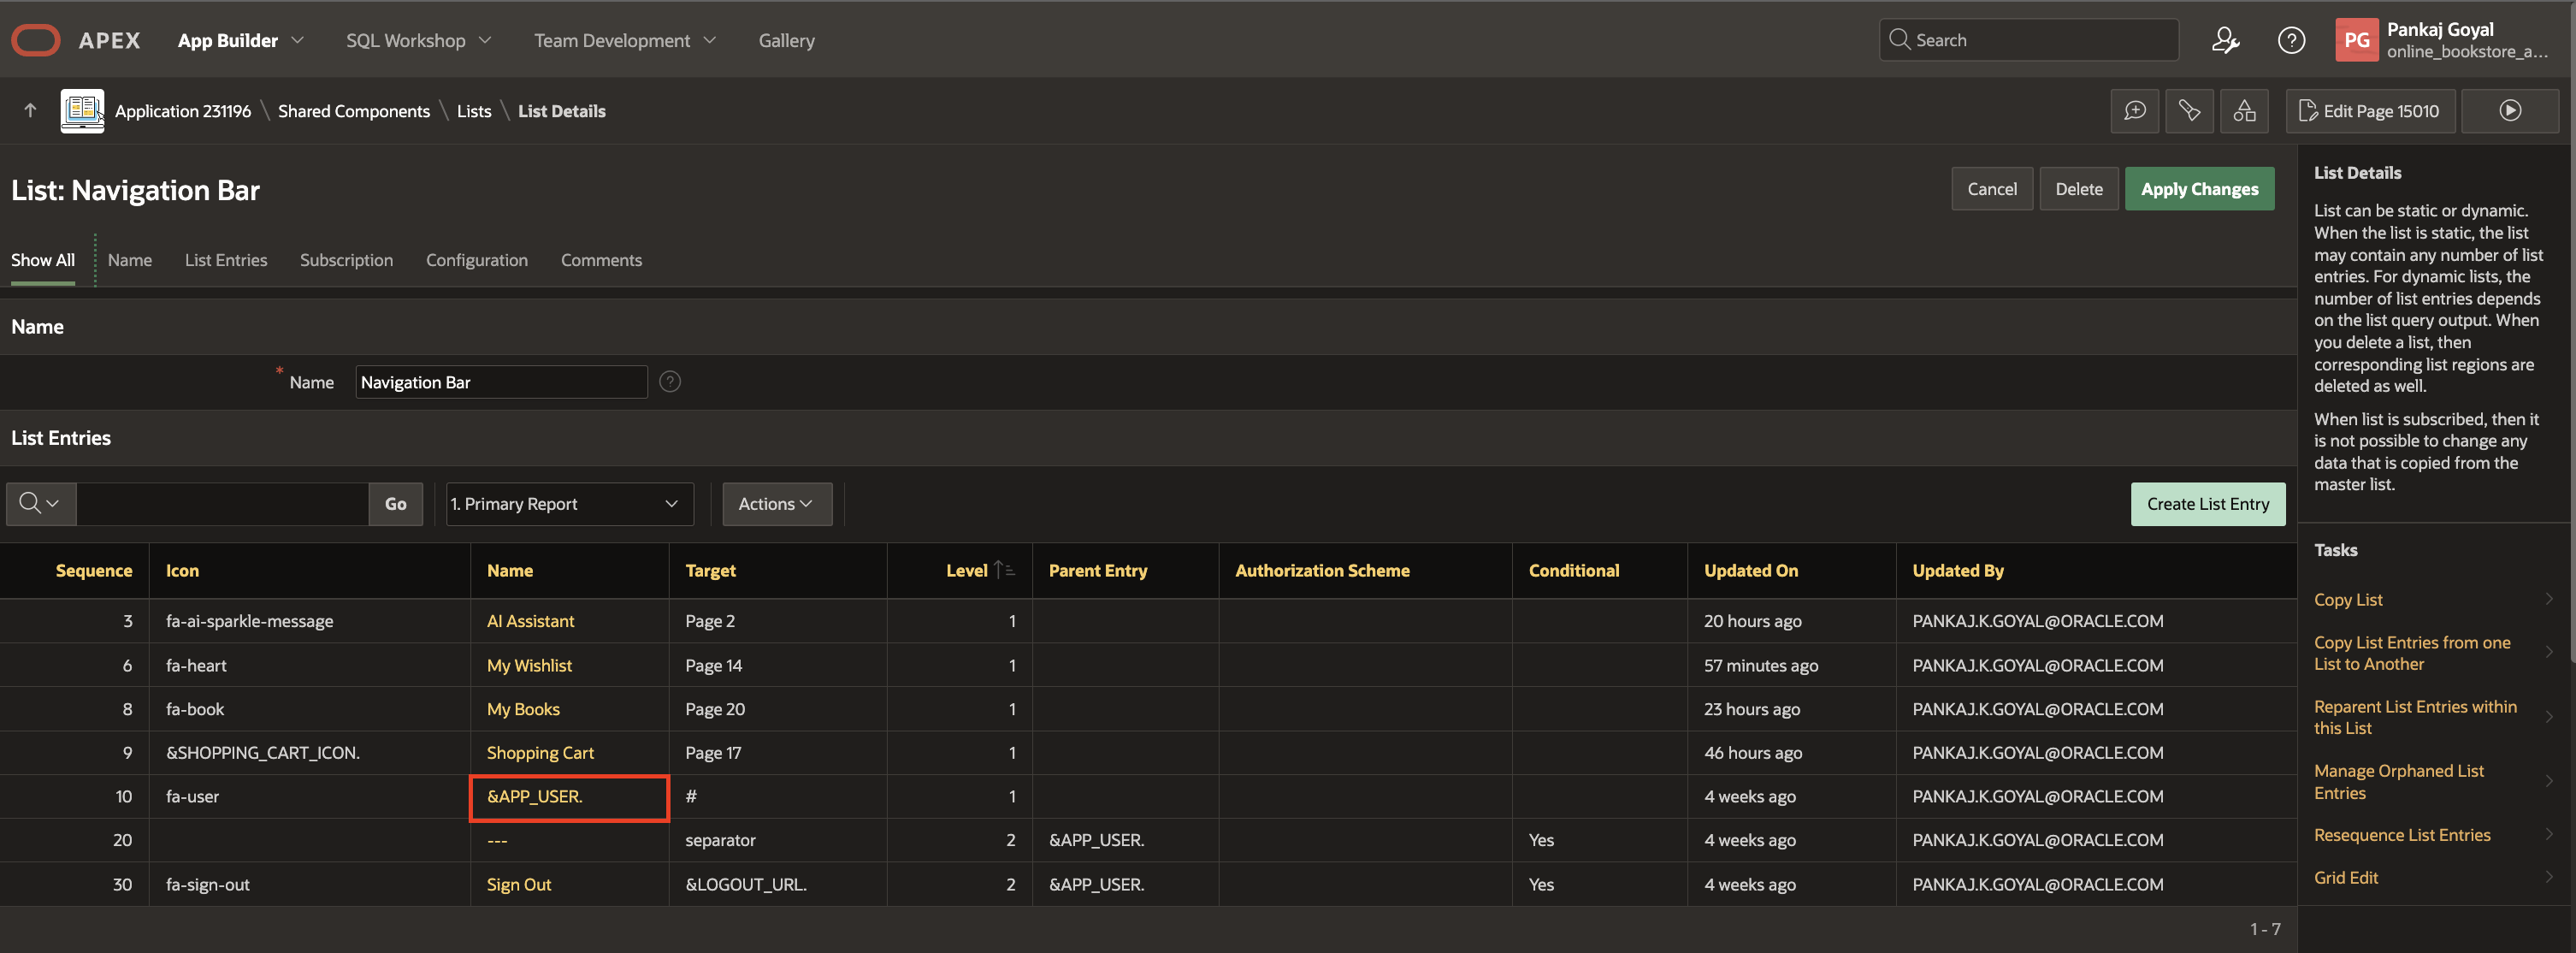 APEX App Builder SQL Workshop Team Development Gallery Search PG Pankaj Goyal
online_bookstore_a...
Application 231196 \ Shared Components \ Lists \ List Details Edit Page 15010
List: Navigation Bar Cancel Delete Apply Changes
Show All Name List Entries Subscription Configuration Comments
Name
* Name Navigation Bar
List Entries
Go 1. Primary Report Actions Create List Entry
Sequence Icon Name Target Level Parent Entry Authorization Scheme Conditional Updated On Updated By
3 fa-ai-sparkle-message AI Assistant Page 2 1 20 hours ago PANKAJ.K.GOYAL@ORACLE.COM
6 fa-heart My Wishlist Page 14 1 57 minutes ago PANKAJ.K.GOYAL@ORACLE.COM
8 fa-book My Books Page 20 1 23 hours ago PANKAJ.K.GOYAL@ORACLE.COM
9 &SHOPPING_CART_ICON. Shopping Cart Page 17 1 46 hours ago PANKAJ.K.GOYAL@ORACLE.COM
10 fa-user &APP_USER. # 1 4 weeks ago PANKAJ.K.GOYAL@ORACLE.COM
20 --- separator 2 &APP_USER. Yes 4 weeks ago PANKAJ.K.GOYAL@ORACLE.COM
30 fa-sign-out Sign Out &LOGOUT_URL. 2 &APP_USER. Yes 4 weeks ago PANKAJ.K.GOYAL@ORACLE.COM
1 - 7
List Details
List can be static or dynamic.
When the list is static, the list
may contain any number of list
entries. For dynamic lists, the
number of list entries depends
on the list query output. When
you delete a list, then
corresponding list regions are
deleted as well.
When list is subscribed, then it
is not possible to change any
data that is copied from the
master list.
Tasks
Copy List
Copy List Entries from one
List to Another
Reparent List Entries within
this List
Manage Orphaned List
Entries
Resequence List Entries
Grid Edit